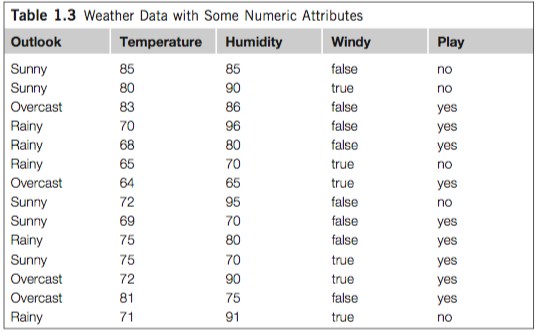 Table 1.3 Weather Data with Some Numeric Attributes
Outlook Temperature Humidity Windy Play
Sunny 85 85 false no
Sunny 80 90 true no
Overcast 83 86 false yes
Rainy 70 96 false yes
Rainy 68 80 false yes
Rainy 65 70 true no
Overcast 64 65 true yes
Sunny 72 95 false no
Sunny 69 70 false yes
Rainy 75 80 false yes
Sunny 75 70 true yes
Overcast 72 90 true yes
Overcast 81 75 false yes
Rainy 71 91 true no